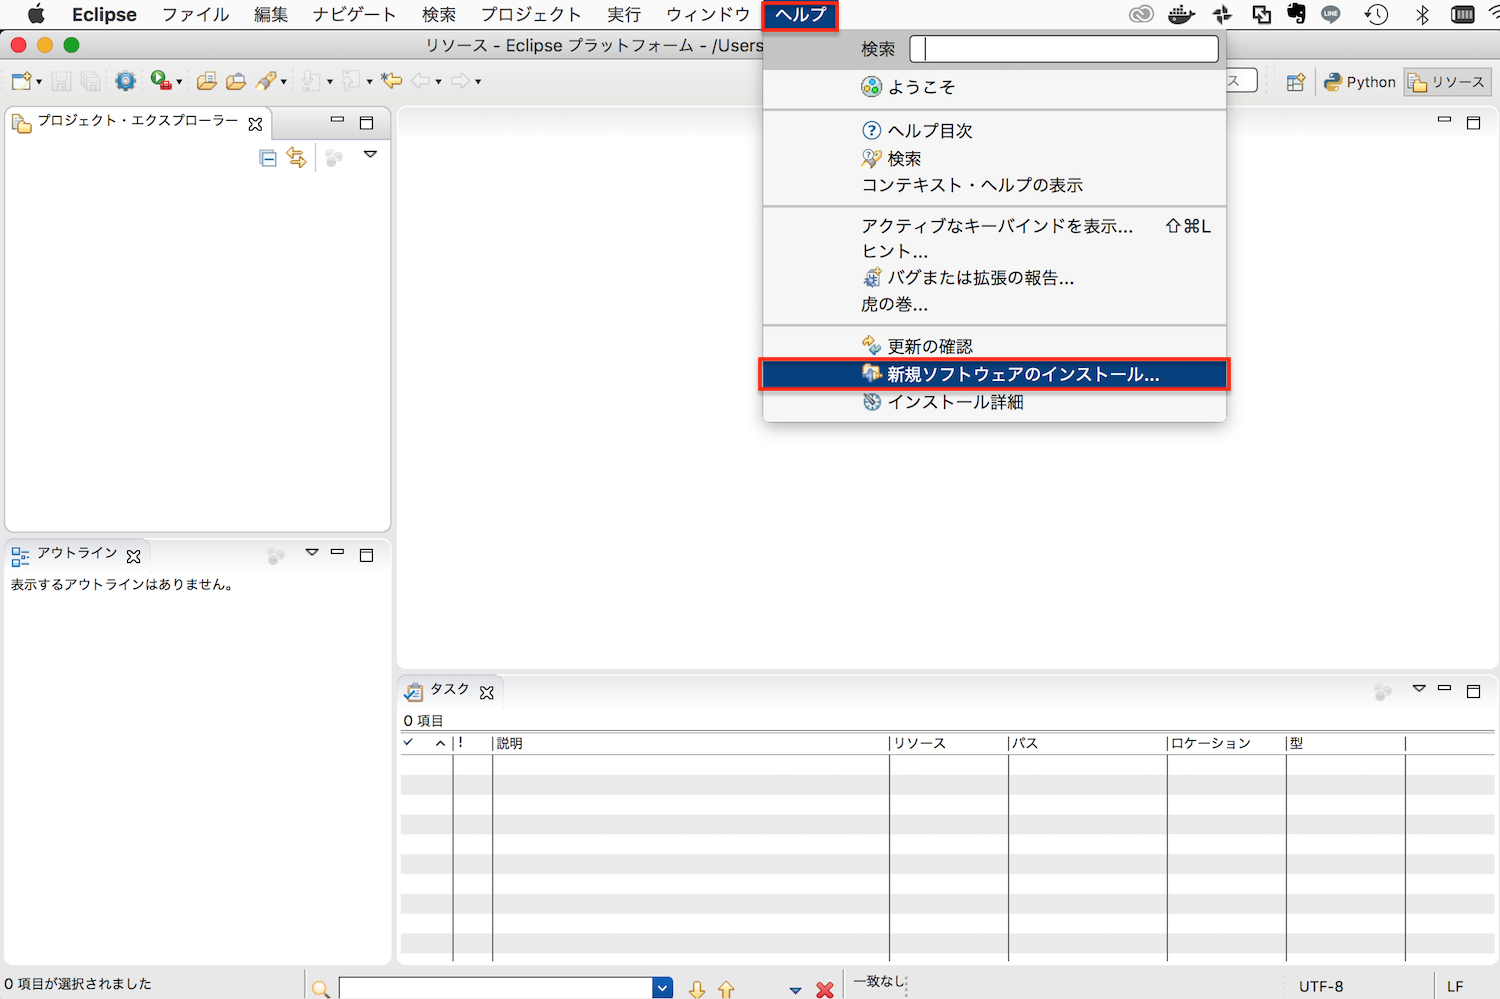 Eclipse ファイル 編集 ナビゲート 検索 プロジェクト 実行 ウィンドウ ヘルプ LINE
リソース - Eclipse プラットフォーム - /Users
検索
ス Python リソース
ようこそ
ヘルプ目次
検索
コンテキスト・ヘルプの表示
アクティブなキーバインドを表示... ⇧⌘L
ヒント...
バグまたは拡張の報告...
虎の巻...
更新の確認
新規ソフトウェアのインストール...
インストール詳細
プロジェクト・エクスプローラー
アウトライン
表示するアウトラインはありません。
タスク
0 項目
! 説明 リソース パス ロケーション 型
0 項目が選択されました 一致なし UTF-8 LF